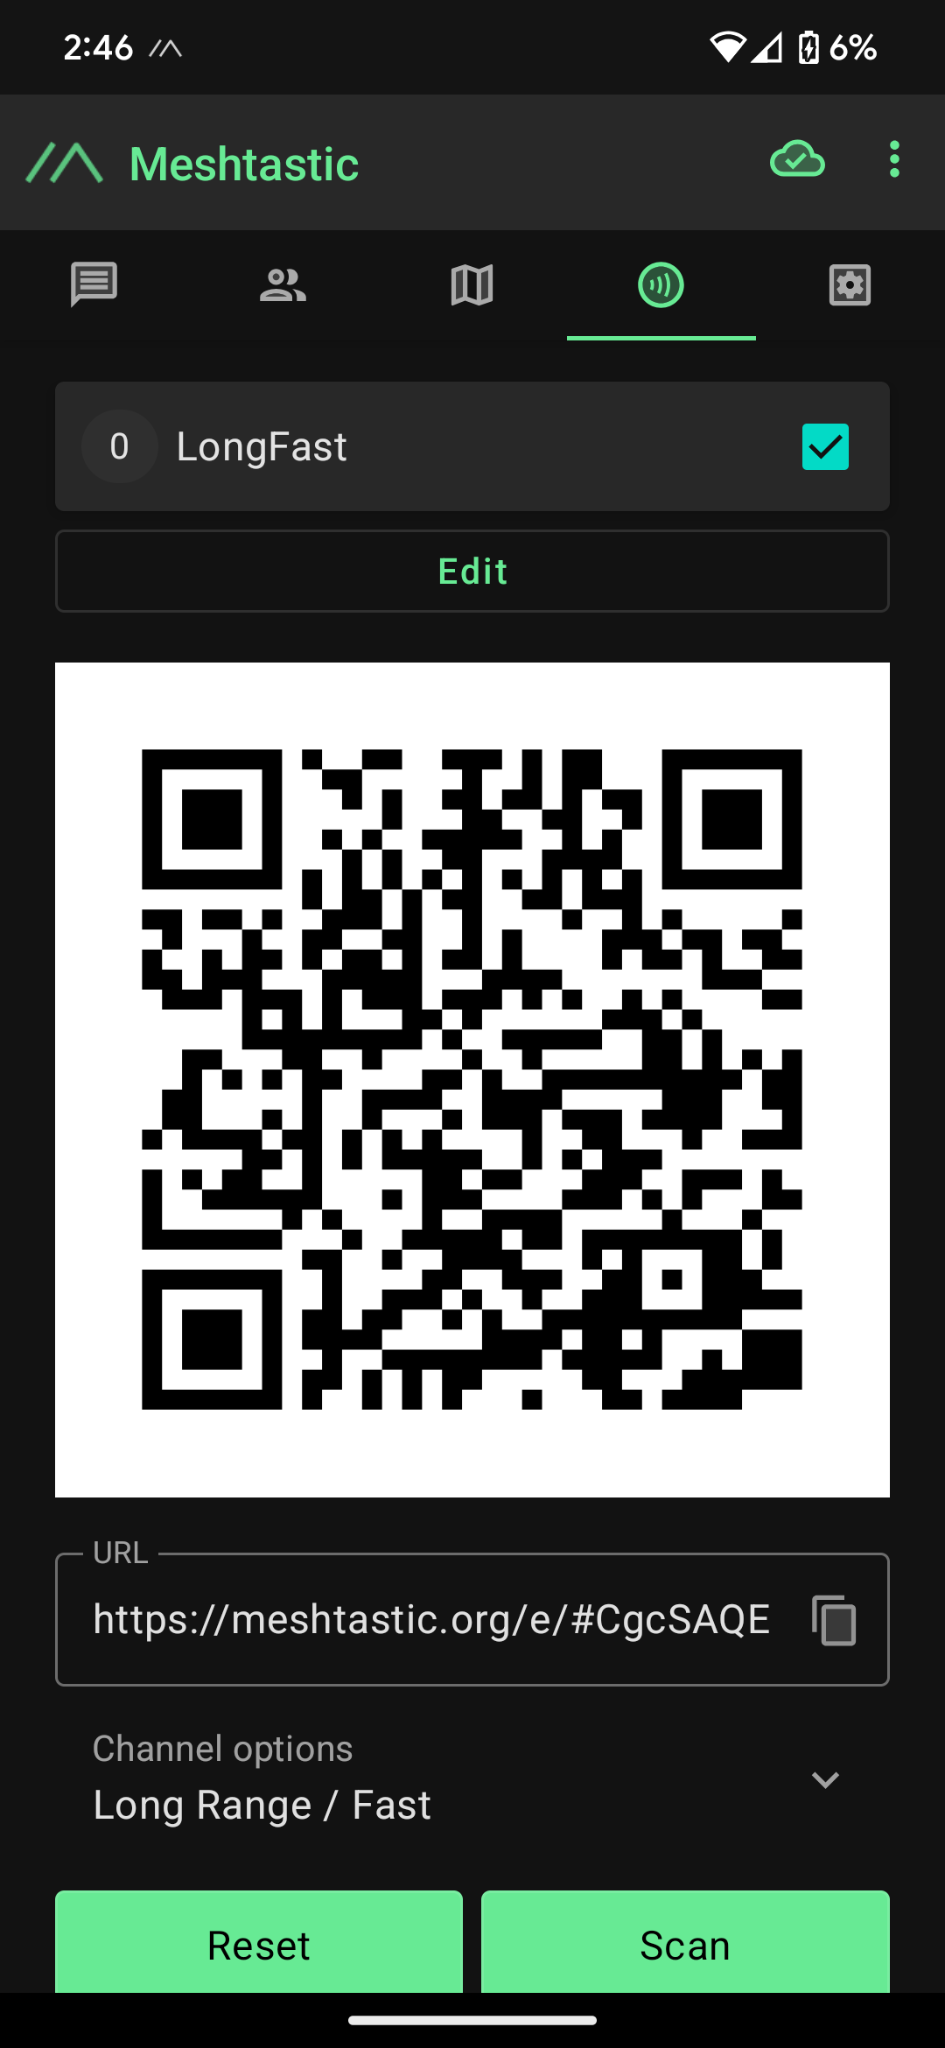 2:46
6%
Meshtastic
0 LongFast
Edit
URL
https://meshtastic.org/e/#CgcSAQE
Channel options
Long Range / Fast
Reset
Scan